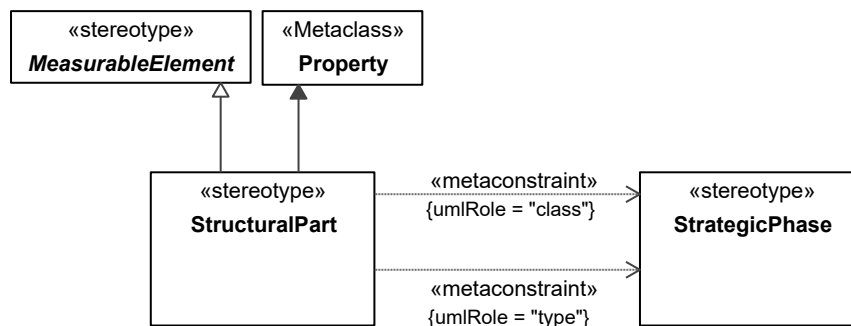 «stereotype»
MeasurableElement
«Metaclass»
Property
«stereotype»
StructuralPart
«metaconstraint»
{umlRole = "class"}
«stereotype»
StrategicPhase
«metaconstraint»
{umlRole = "type"}